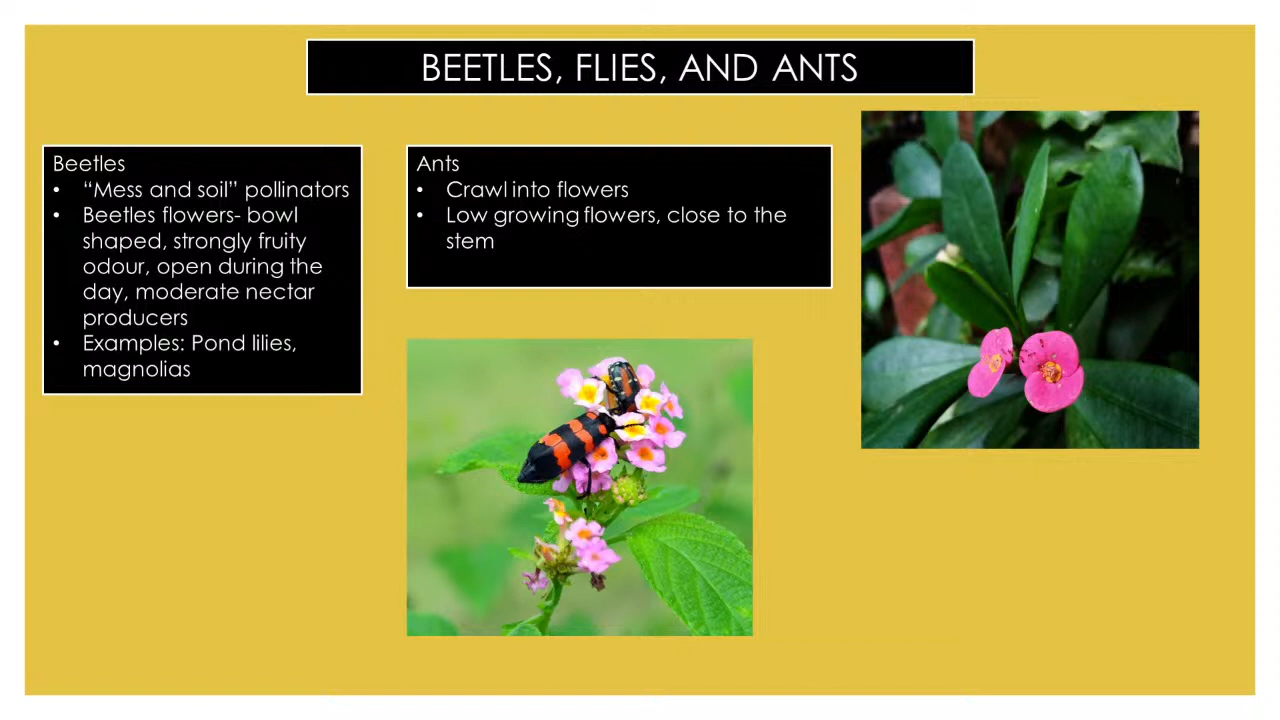 BEETLES, FLIES, AND ANTS
Beetles
• “Mess and soil” pollinators
• Beetles flowers- bowl
shaped, strongly fruity
odour, open during the
day, moderate nectar
producers
• Examples: Pond lilies,
magnolias
Ants
• Crawl into flowers
• Low growing flowers, close to the
stem